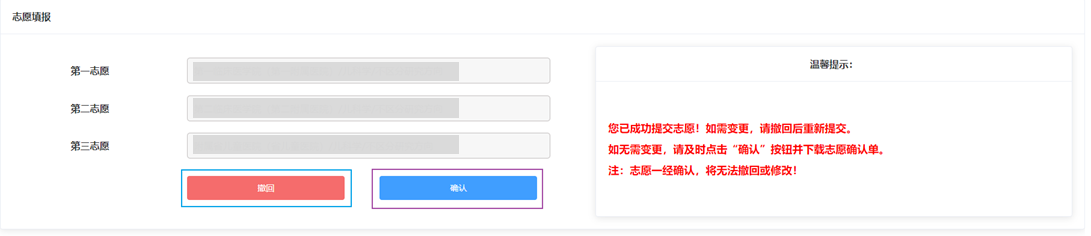 志愿填报
第一志愿
第二志愿
第三志愿
撤回
确认
温馨提示：
您已成功提交志愿！如需变更，请撤回后重新提交。
如无需变更，请及时点击“确认”按钮并下载志愿确认单。
注：志愿一经确认，将无法撤回或修改！